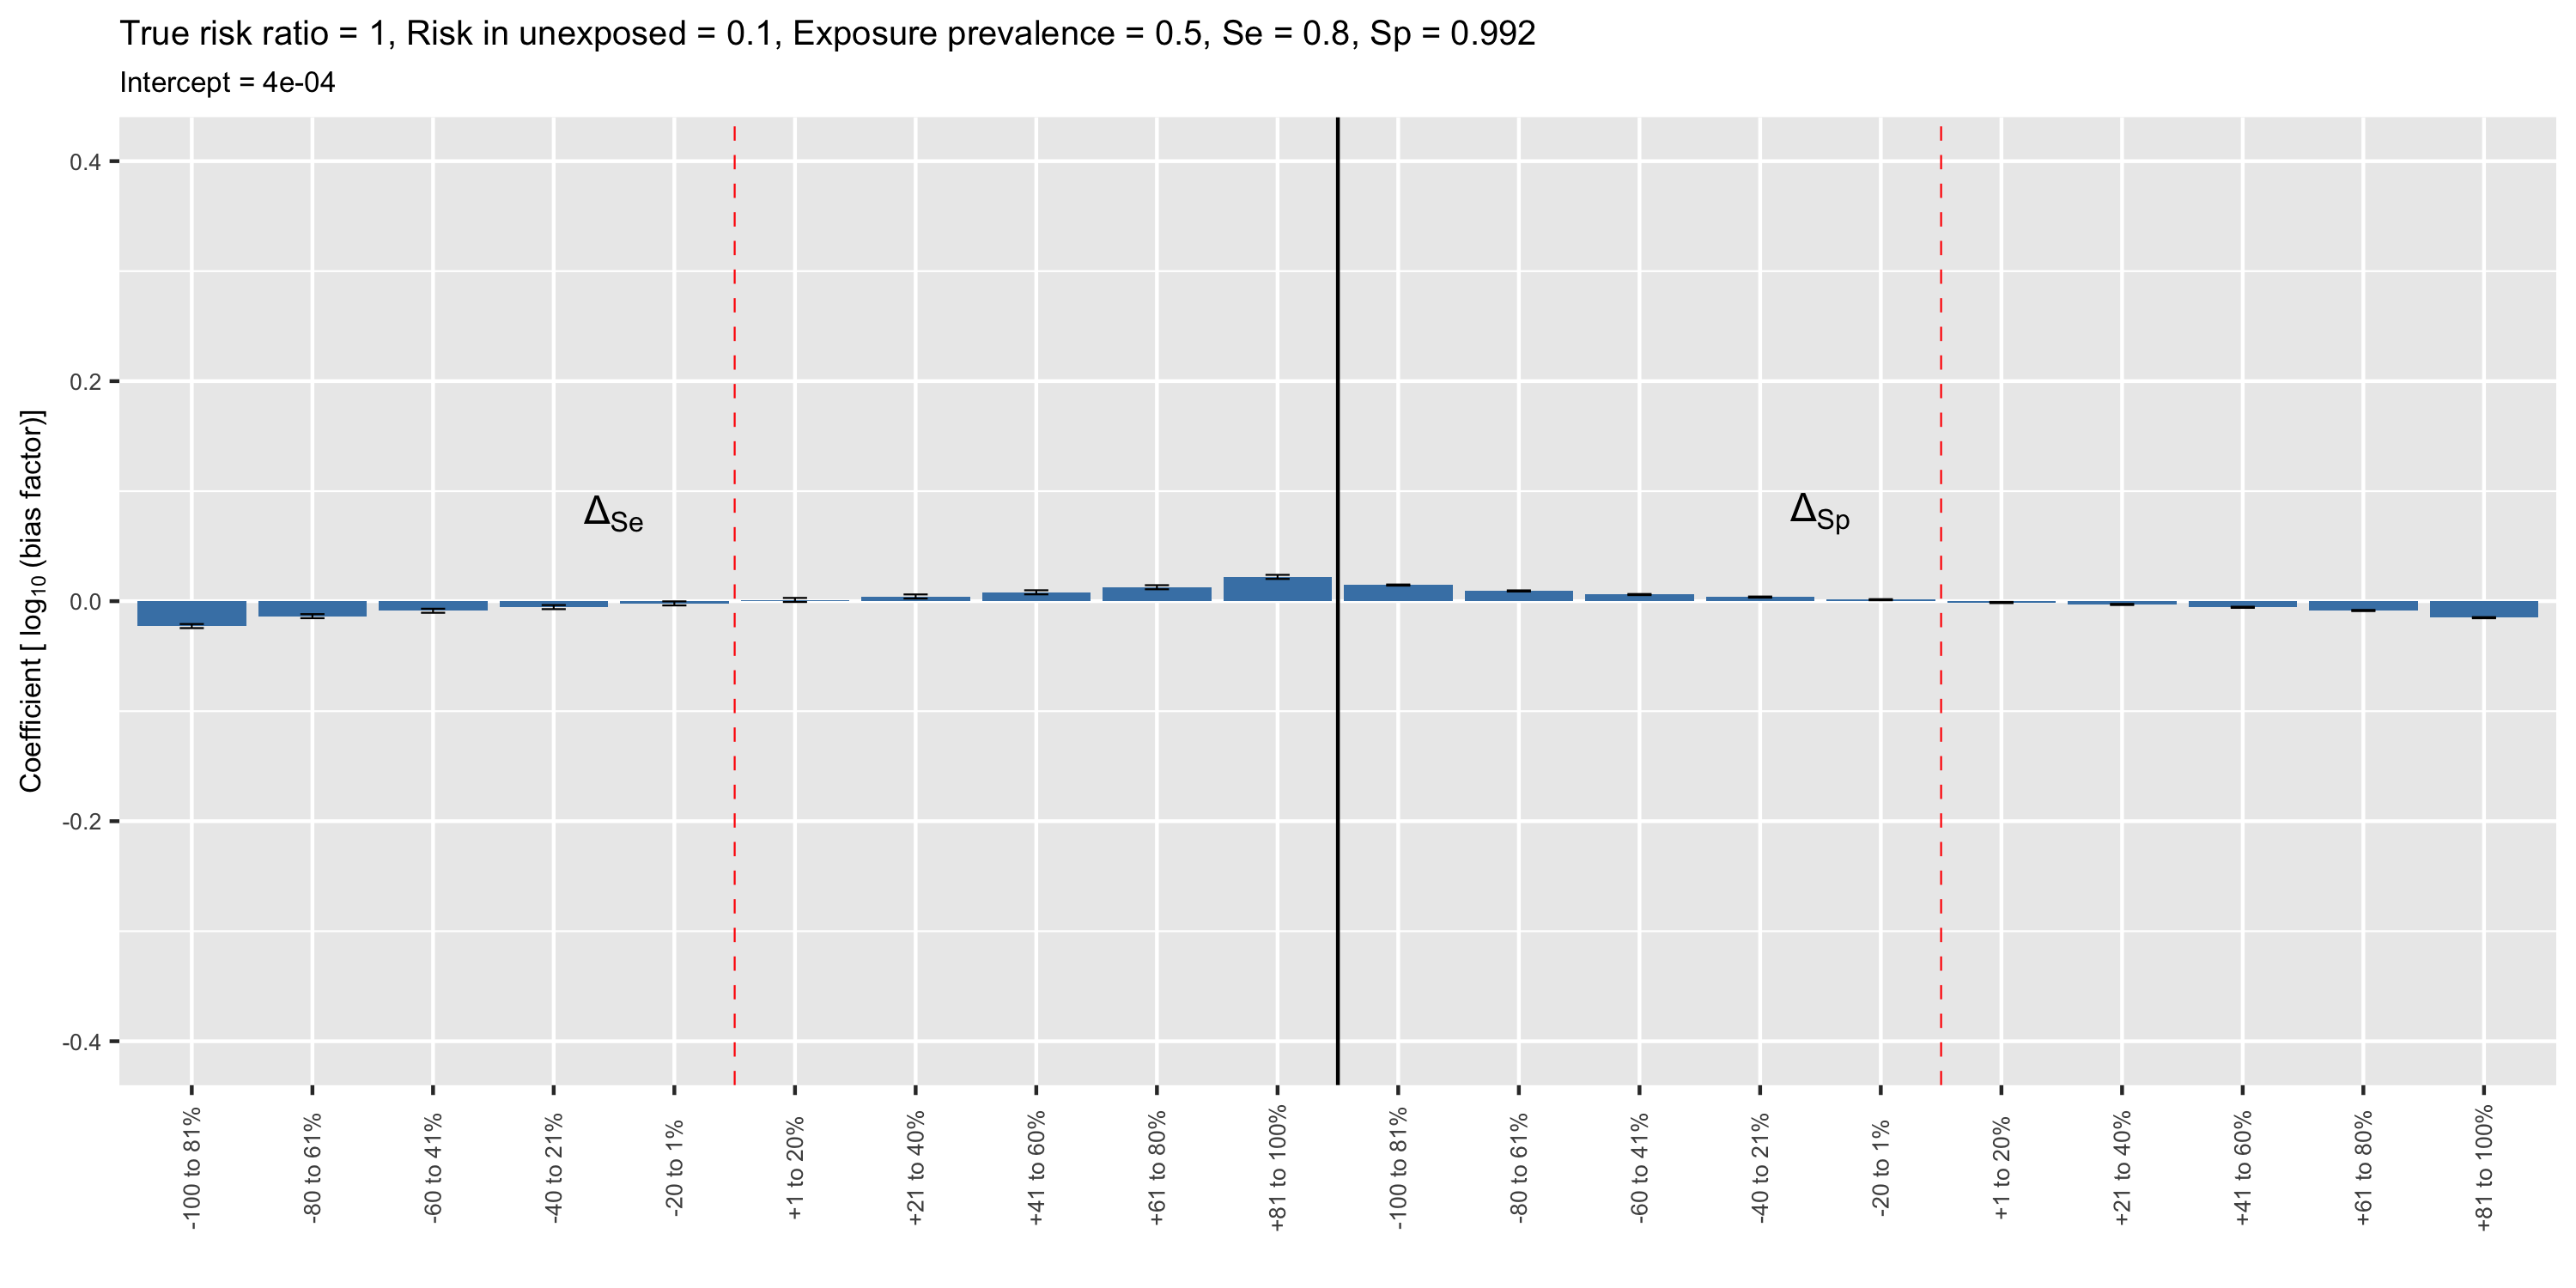 True risk ratio = 1, Risk in unexposed = 0.1, Exposure prevalence = 0.5, Se = 0.8, Sp = 0.992
Intercept = 4e-04
Coefficient [ log10 (bias factor)]
0.4
0.2
0.0
-0.2
-0.4
ΔSe
ΔSp
-100 to 81%
-80 to 61%
-60 to 41%
-40 to 21%
-20 to 1%
+1 to 20%
+21 to 40%
+41 to 60%
+61 to 80%
+81 to 100%
-100 to 81%
-80 to 61%
-60 to 41%
-40 to 21%
-20 to 1%
+1 to 20%
+21 to 40%
+41 to 60%
+61 to 80%
+81 to 100%